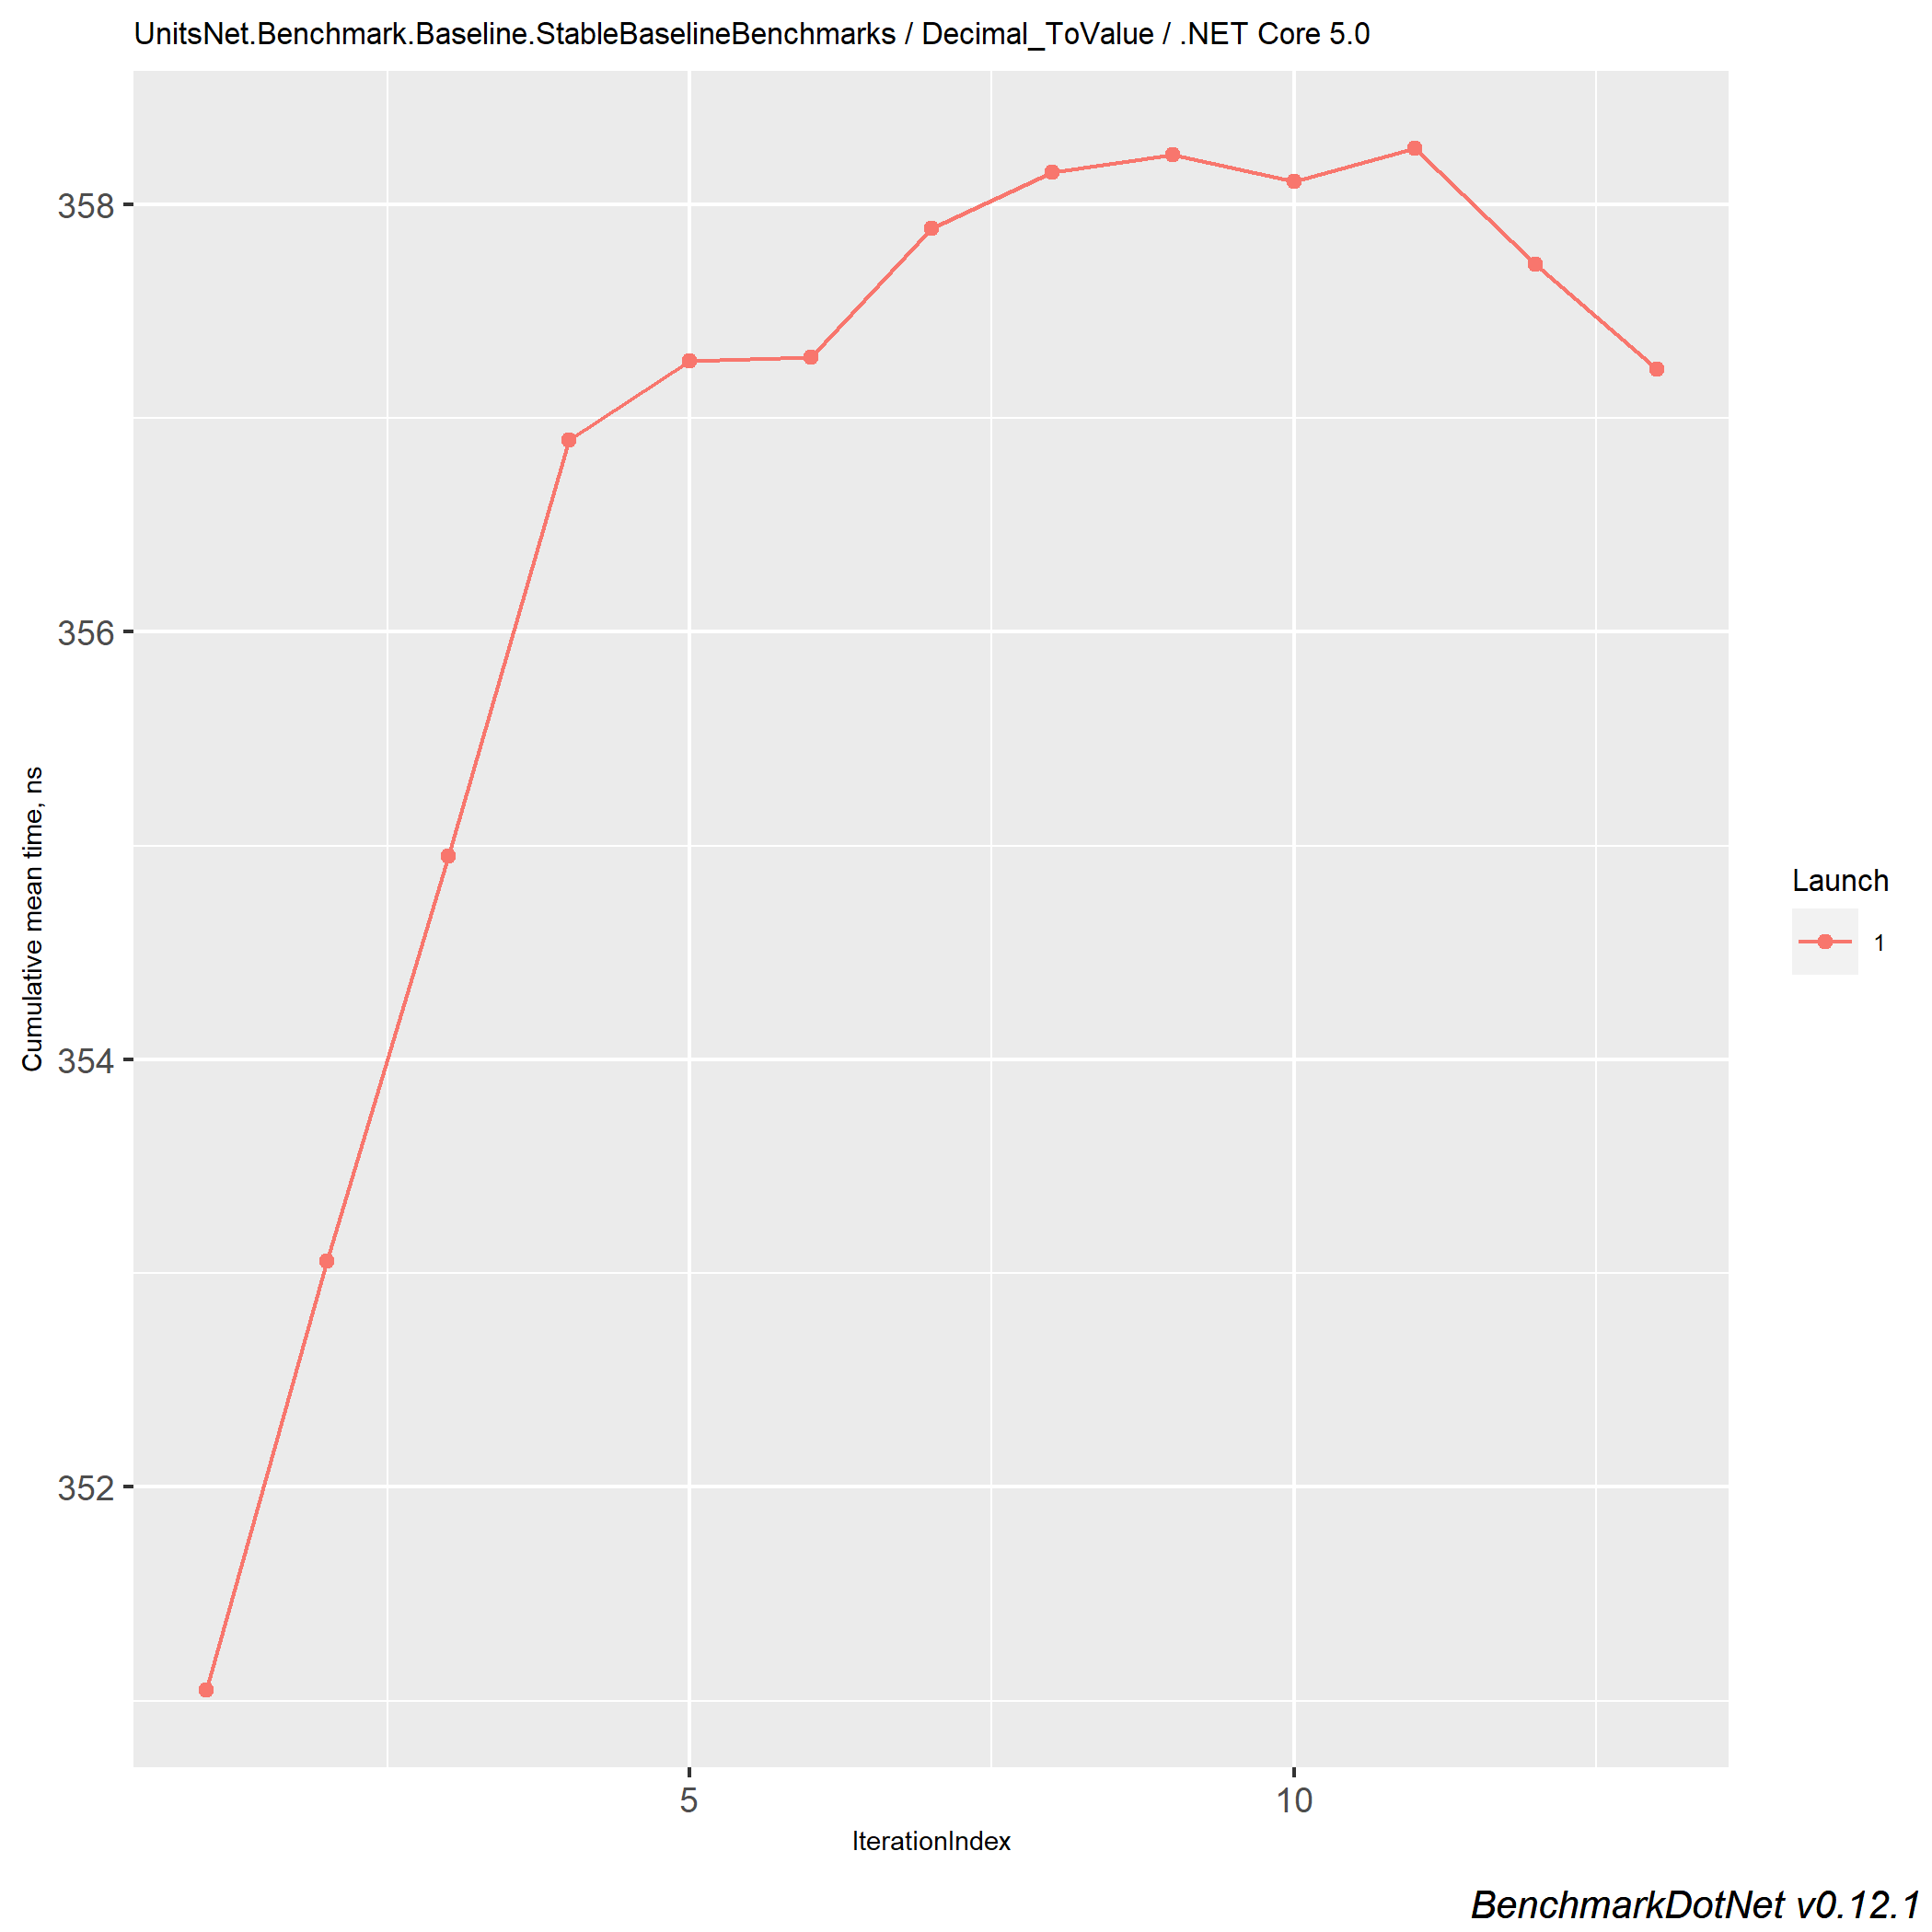 UnitsNet.Benchmark.Baseline.StableBaselineBenchmarks / Decimal_ToValue / .NET Core 5.0
358
356
354
352
Cumulative mean time, ns
5
10
IterationIndex
Launch
1
BenchmarkDotNet v0.12.1